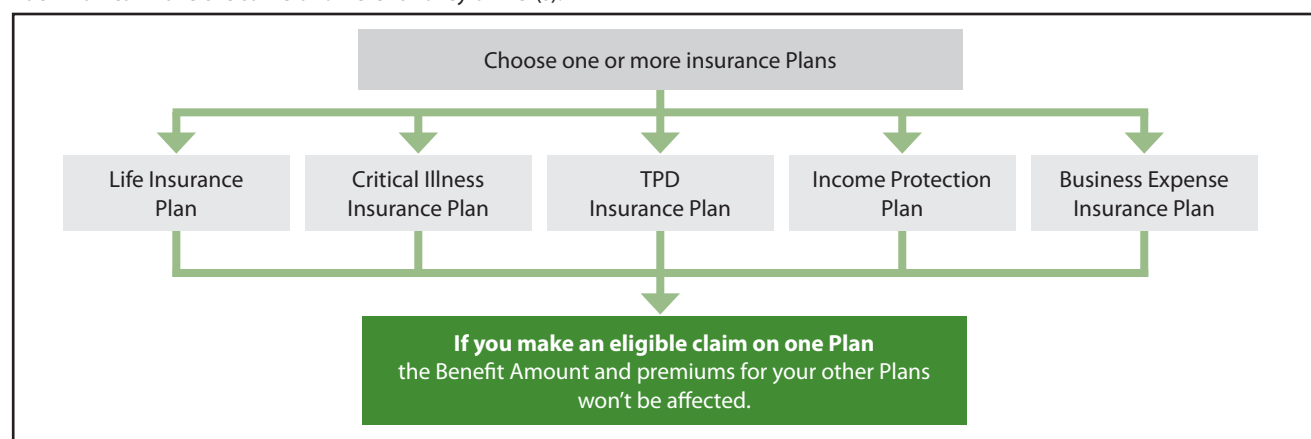 Choose one or more insurance Plans
Life Insurance
Plan
Critical Illness
Insurance Plan
TPD
Insurance Plan
Income Protection
Plan
Business Expense
Insurance Plan
If you make an eligible claim on one Plan
the Benefit Amount and premiums for your other Plans
won't be affected.